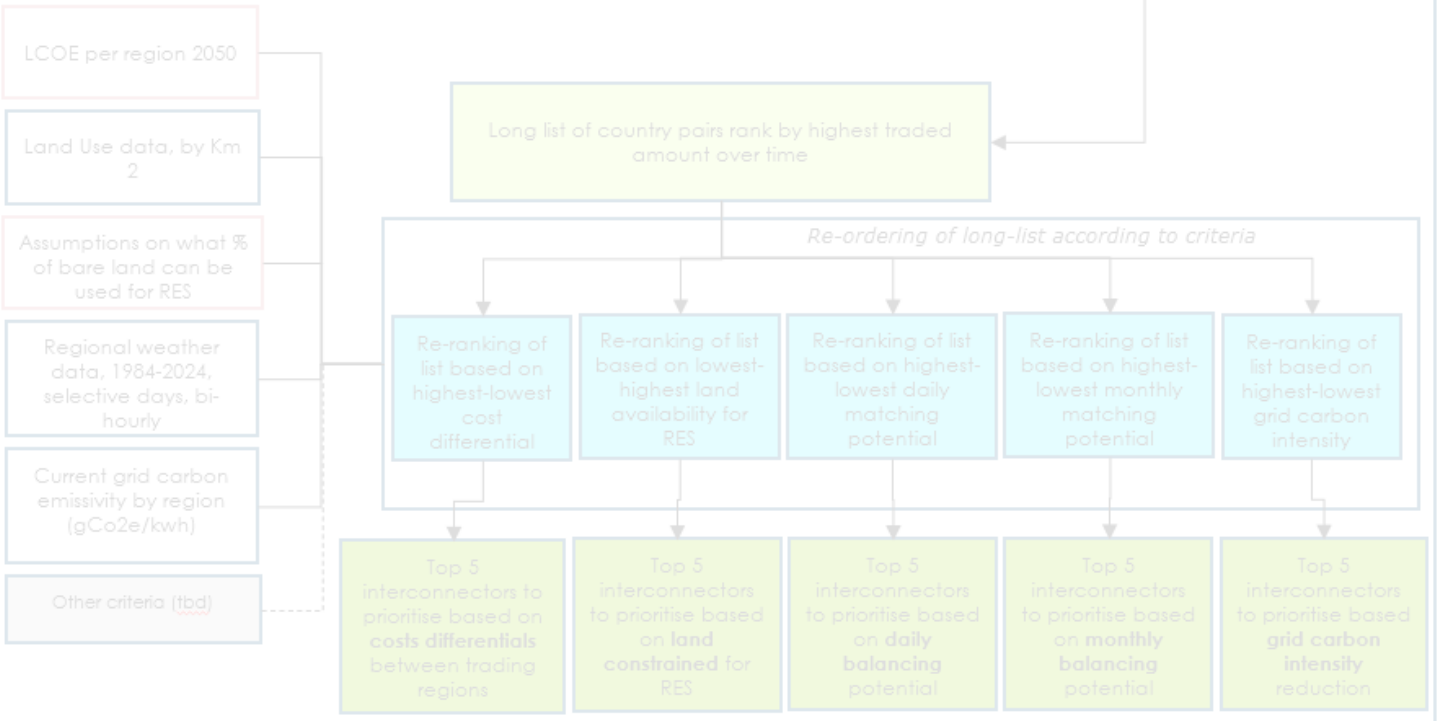 LCOE per region 2050
Land Use data, by Km
2
Assumptions on what %
of bare land can be
used for RES
Regional weather
data, 1984-2024,
selective days, bi-
hourly
Current grid carbon
emissivity by region
(gCo2e/kwh)
Other criteria (tbd)
Long list of country pairs rank by highest traded
amount over time
Re-ordering of long-list according to criteria
Re-ranking of
list based on
highest-lowest
cost
differential
Re-ranking of list
based on lowest-
highest land
availability for
RES
Re-ranking of list
based on highest-
lowest daily
matching
potential
Re-ranking of list
based on highest-
lowest monthly
matching
potential
Re-ranking of
list based on
highest-lowest
grid carbon
intensity
Top 5
interconnectors to
prioritise based on
costs differentials
between trading
regions
Top 5
interconnectors
to prioritise based
on land
constrained for
RES
Top 5
interconnectors
to prioritise based
on daily
balancing
potential
Top 5
interconnectors
to prioritise based
on monthly
balancing
potential
Top 5
interconnectors
to prioritise based
grid carbon
intensity
reduction